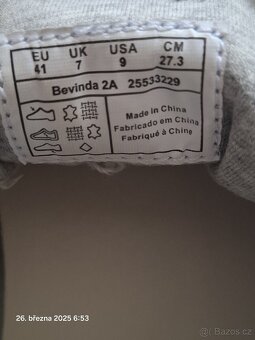 EU UK USA CM
41 7 9 27.3
Bevinda 2A 25533229
Made in China
Fabricado em China
Fabriqué à Chine
26. března 2025 6:53
Bazos.cz